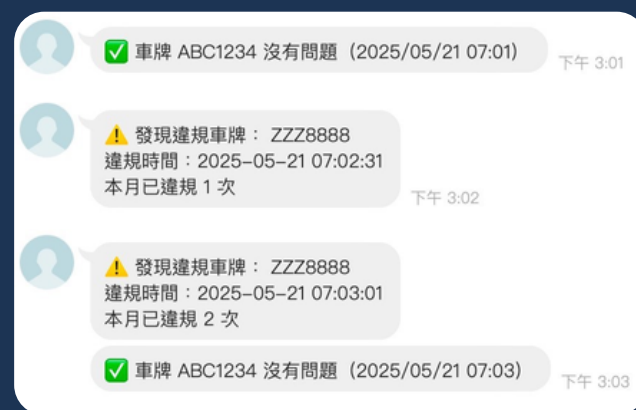 ✅ 車牌 ABC1234 沒有問題（2025/05/21 07:01）
下午 3:01
⚠️ 發現違規車牌： ZZZ8888
違規時間：2025-05-21 07:02:31
本月已違規 1 次
下午 3:02
⚠️ 發現違規車牌： ZZZ8888
違規時間：2025-05-21 07:03:01
本月已違規 2 次
✅ 車牌 ABC1234 沒有問題（2025/05/21 07:03）
下午 3:03